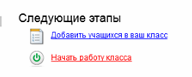 Следующие этапы
Добавить учащихся в ваш класс
Начать работу класса